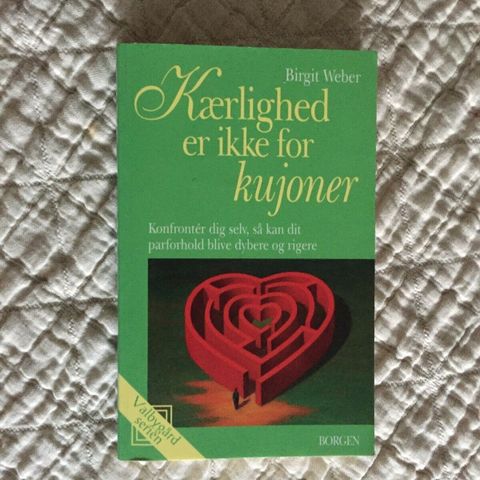 Birgit Weber
Kærlighed
er ikke for
kujoner
Konfrontér dig selv, så kan dit
parforhold blive dybere og rigere
Valbygård
serien
BORGEN